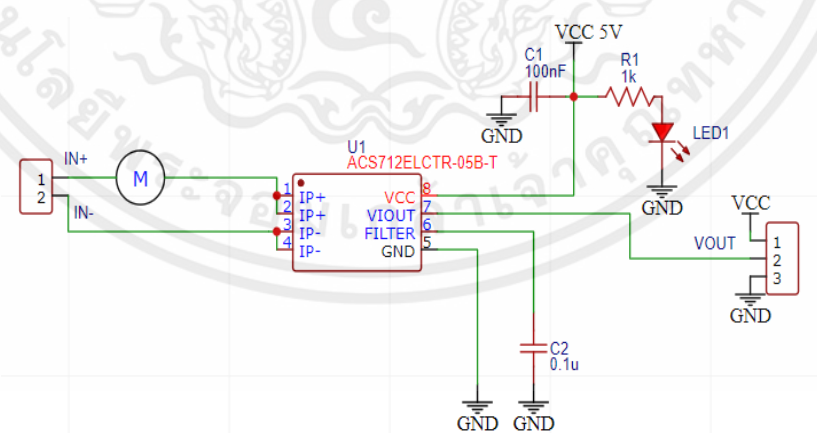 VCC 5V
C1
100nF
R1
1k
GND
LED1
GND
U1
ACS712ELCTR-05B-T
IN+
M
1
2
IN-
1 IP+ VCC 8
2 IP+ VIOUT 7
3 IP- FILTER 6
4 IP- GND 5
VCC
VOUT
1
2
3
GND
C2
0.1u
GND GND